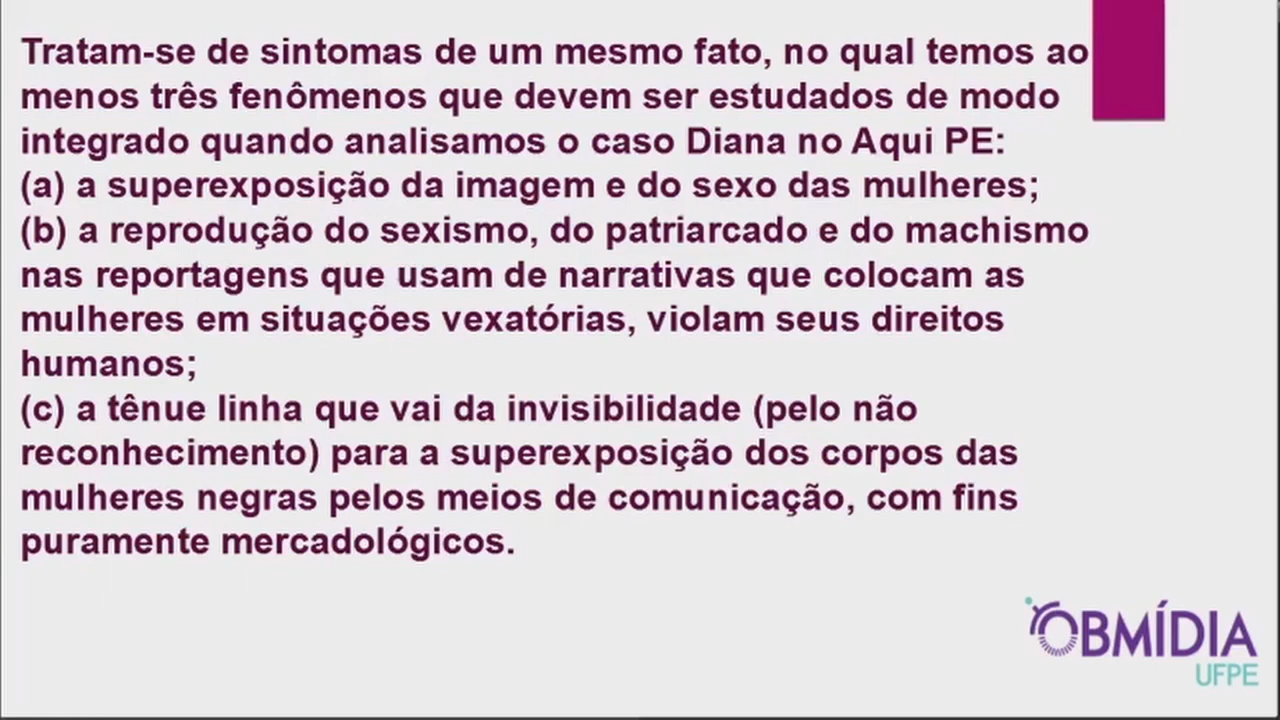 Tratam-se de sintomas de um mesmo fato, no qual temos ao
menos três fenômenos que devem ser estudados de modo
integrado quando analisamos o caso Diana no Aqui PE:
(a) a superexposição da imagem e do sexo das mulheres;
(b) a reprodução do sexismo, do patriarcado e do machismo
nas reportagens que usam de narrativas que colocam as
mulheres em situações vexatórias, violam seus direitos
humanos;
(c) a tênue linha que vai da invisibilidade (pelo não
reconhecimento) para a superexposição dos corpos das
mulheres negras pelos meios de comunicação, com fins
puramente mercadológicos.
OBMÍDIA
UFPE